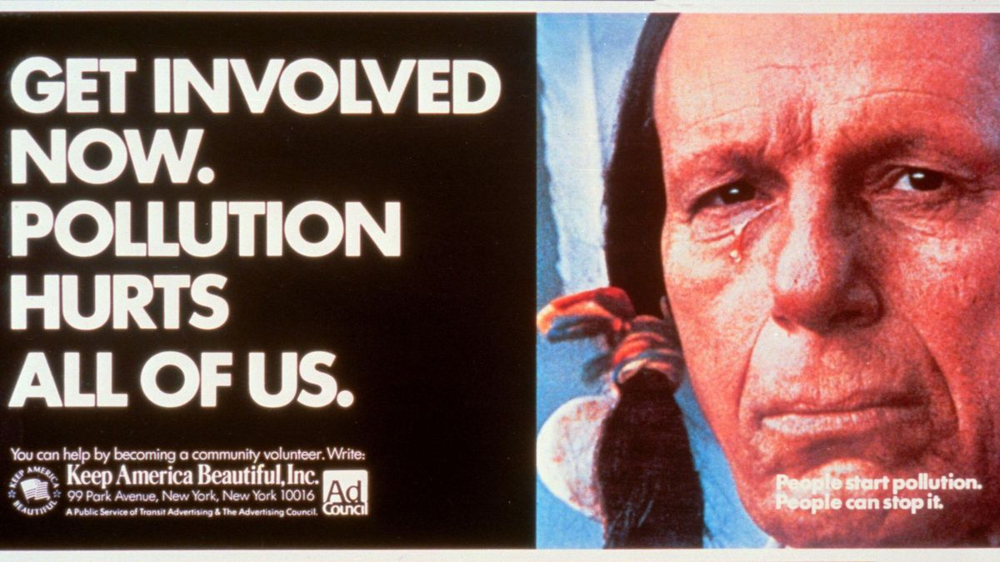 GET INVOLVED
NOW.
POLLUTION
HURTS
ALL OF US.
You can help by becoming a community volunteer. Write:
KEEP AMERICA
BEAUTIFUL
Keep America Beautiful, Inc.
99 Park Avenue, New York, New York 10016
A Public Service of Transit Advertising & The Advertising Council.
Ad
Council
People start pollution.
People can stop it.